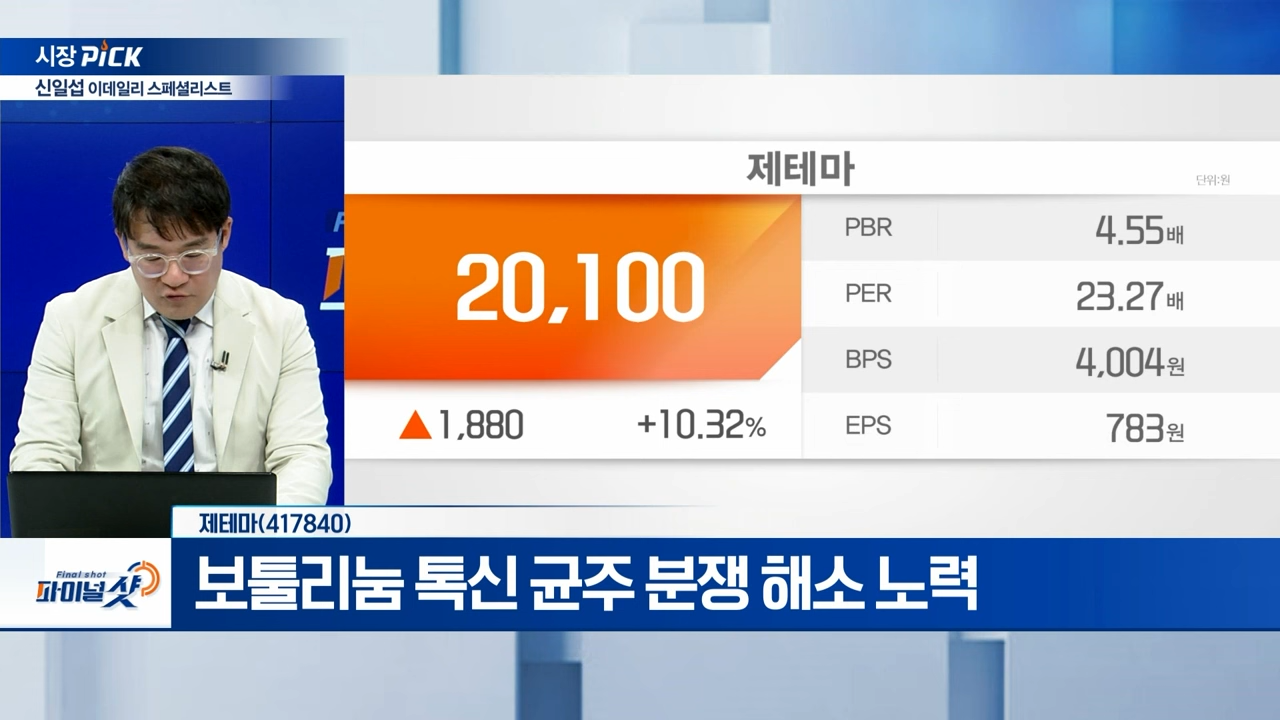 시장 PiCK
신일섭 이데일리 스페셜리스트
제테마
단위:원
20,100
▲1,880 +10.32%
PBR 4.55배
PER 23.27배
BPS 4,004원
EPS 783원
제테마(417840)
Final shot
파이널샷
보툴리눔 톡신 균주 분쟁 해소 노력